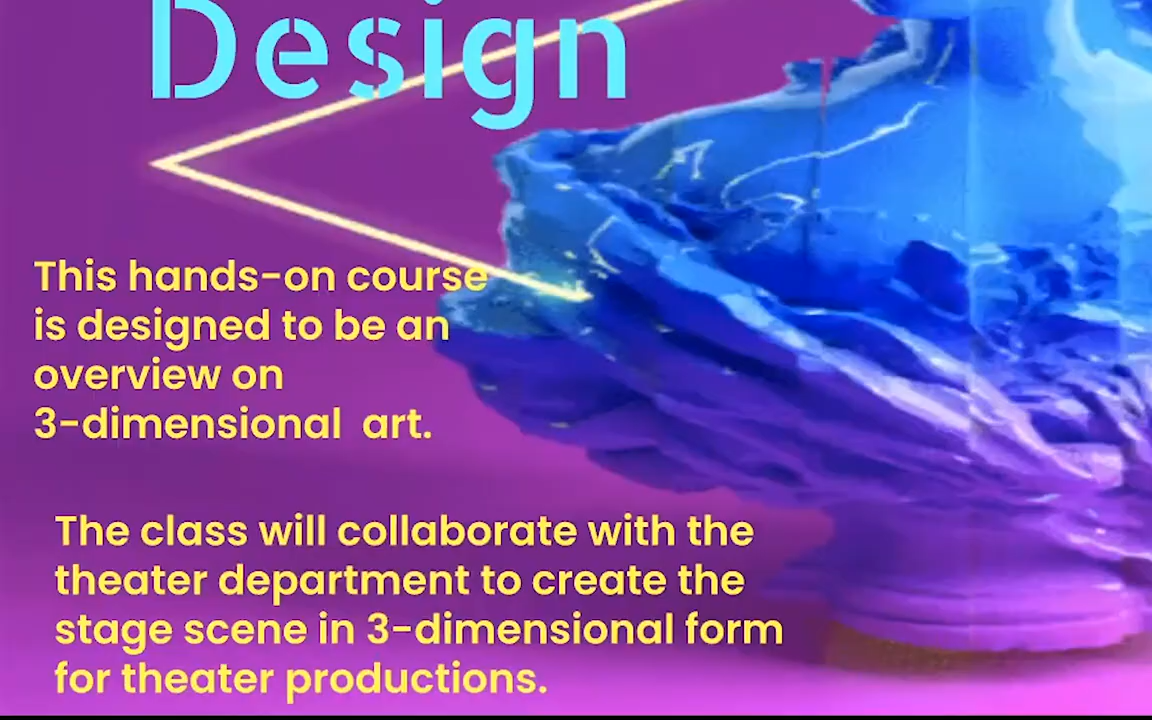 Design
This hands-on course
is designed to be an
overview on
3-dimensional  art.
The class will collaborate with the
theater department to create the
stage scene in 3-dimensional form
for theater productions.